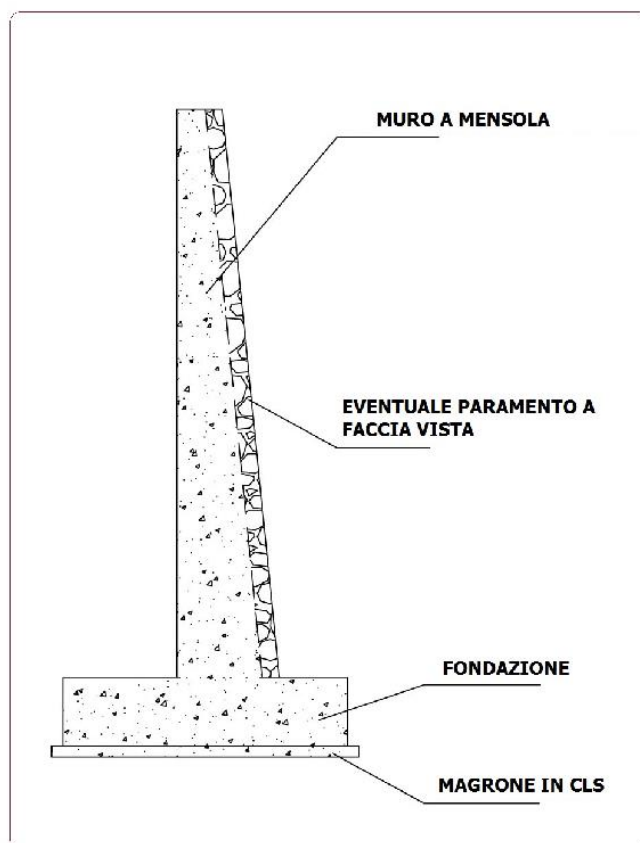 MURO A MENSOLA
EVENTUALE PARAMENTO A
FACCIA VISTA
FONDAZIONE
MAGRONE IN CLS